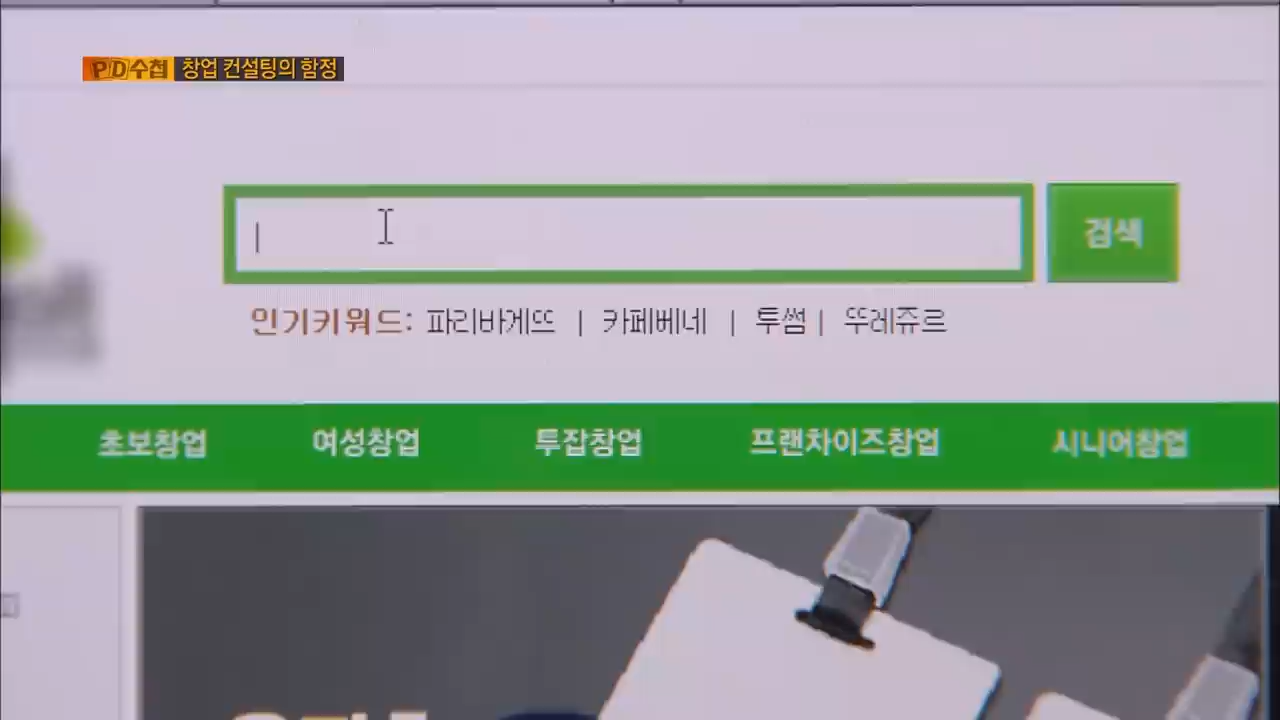 PD수첩 창업 컨설팅의 함정
검색
인기키워드: 파리바게뜨 | 카페베네 | 투썸 | 뚜레쥬르
초보창업 여성창업 투잡창업 프랜차이즈창업 시니어창업